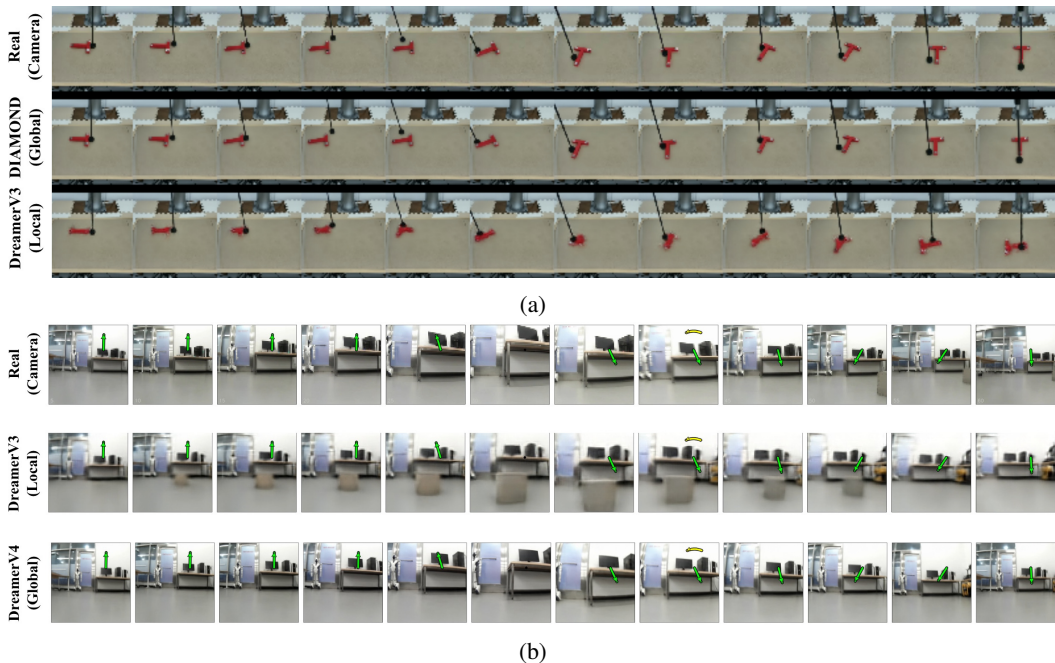 Real
(Camera)
DIAMOND
(Global)
DreamerV3
(Local)
(a)
Real
(Camera)
DreamerV3
(Local)
DreamerV4
(Global)
(b)